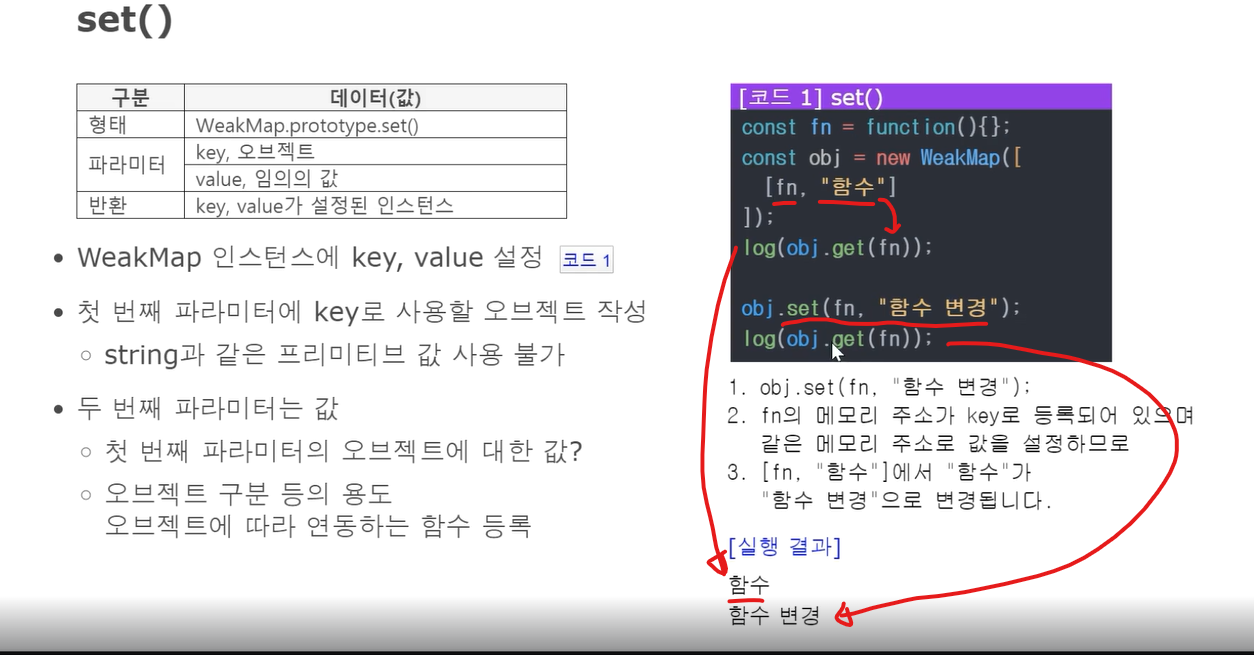 set()
구분 데이터(값)
형태 WeakMap.prototype.set()
파라미터 key, 오브젝트
value, 임의의 값
반환 key, value가 설정된 인스턴스
• WeakMap 인스턴스에 key, value 설정 코드 1
• 첫 번째 파라미터에 key로 사용할 오브젝트 작성
○ string과 같은 프리미티브 값 사용 불가
• 두 번째 파라미터는 값
○ 첫 번째 파라미터의 오브젝트에 대한 값?
○ 오브젝트 구분 등의 용도
오브젝트에 따라 연동하는 함수 등록
[코드 1] set()
const fn = function(){};
const obj = new WeakMap([
[fn, "함수"]
]);
log(obj.get(fn));
obj.set(fn, "함수 변경");
log(obj.get(fn));
1. obj.set(fn, "함수 변경");
2. fn의 메모리 주소가 key로 등록되어 있으며
같은 메모리 주소로 값을 설정하므로
3. [fn, "함수"]에서 "함수"가
"함수 변경"으로 변경됩니다.
[실행 결과]
함수
함수 변경